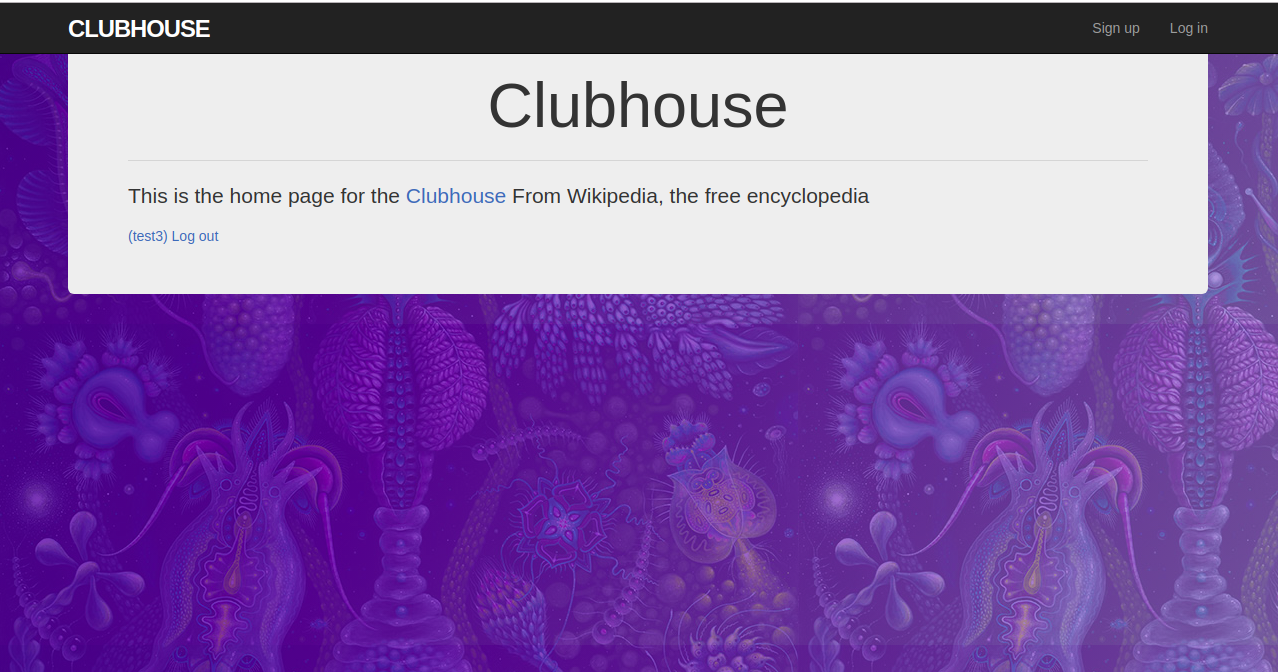 CLUBHOUSE
Sign up
Log in
Clubhouse
This is the home page for the Clubhouse From Wikipedia, the free encyclopedia
(test3) Log out